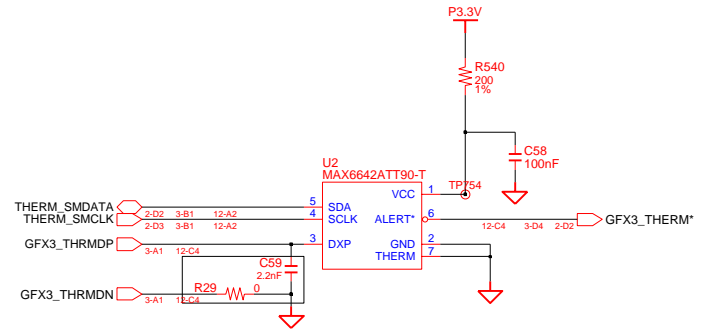 P3.3V
R540
200
1%
C58
100nF
U2
MAX6642ATT90-T
TP754
VCC 1
THERM_SMDATA 5 SDA
2-D2 3-B1 12-A2
THERM_SMCLK 4 SCLK
2-D3 3-B1 12-A2
ALERT* 6 GFX3_THERM*
12-C4 3-D4 2-D2
GFX3_THRMDP 3 DXP
3-A1 12-C4
GND 2
THERM 7
C59
2.2nF
R29 0
GFX3_THRMDN
3-A1 12-C4